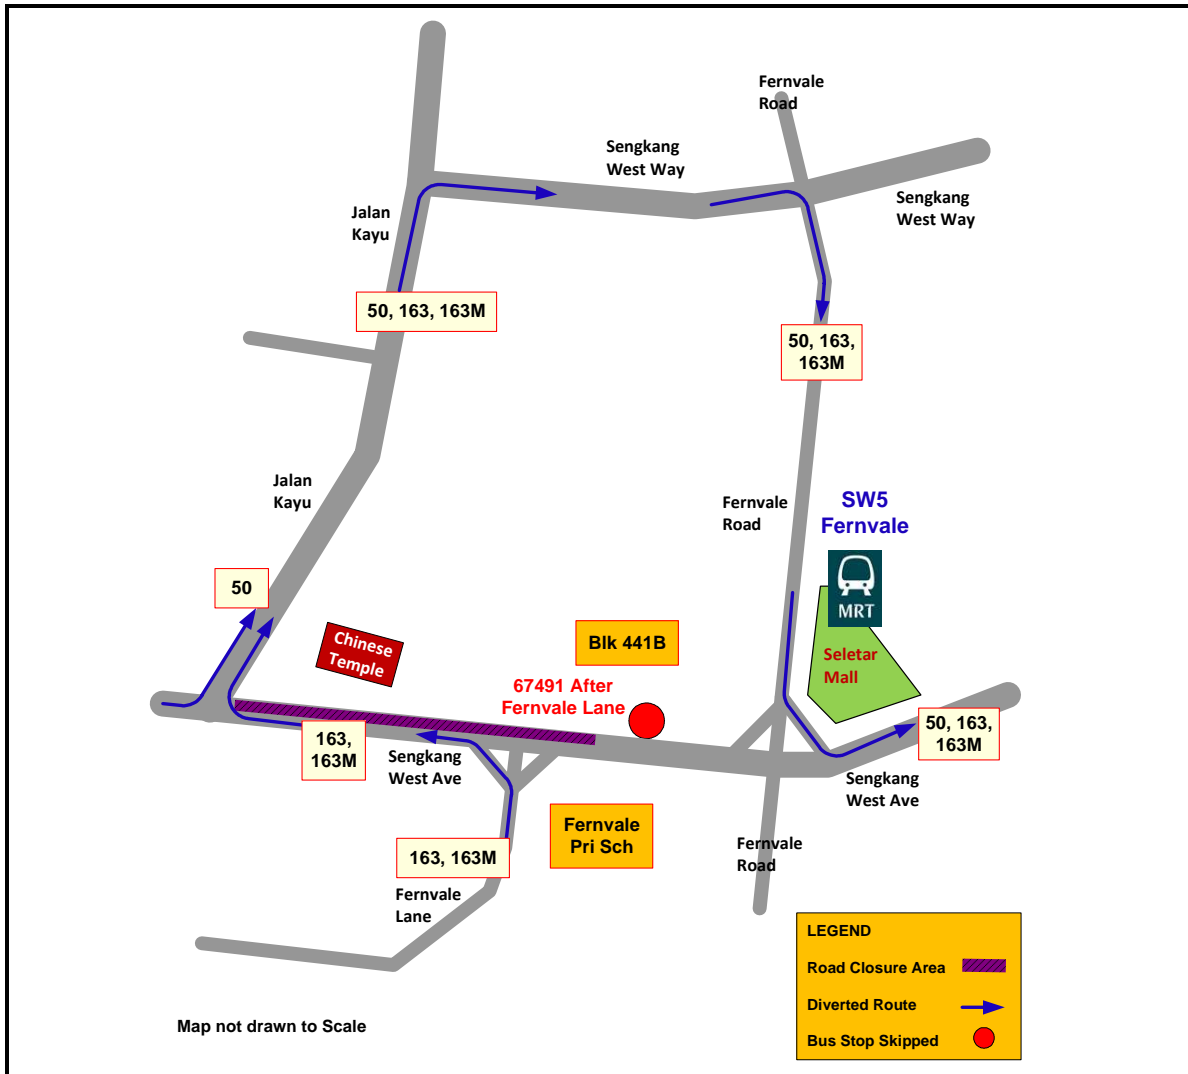 Fernvale
Road
Sengkang
West Way
Sengkang
West Way
Jalan
Kayu
50, 163, 163M
50, 163,
163M
Jalan
Kayu
Fernvale
Road
SW5
Fernvale
MRT
50
Chinese
Temple
Blk 441B
Seletar
Mall
67491 After
Fernvale Lane
163,
163M
Sengkang
West Ave
50, 163,
163M
Sengkang
West Ave
Fernvale
Pri Sch
163, 163M
Fernvale
Road
Fernvale
Lane
LEGEND
Road Closure Area
Diverted Route
Bus Stop Skipped
Map not drawn to Scale